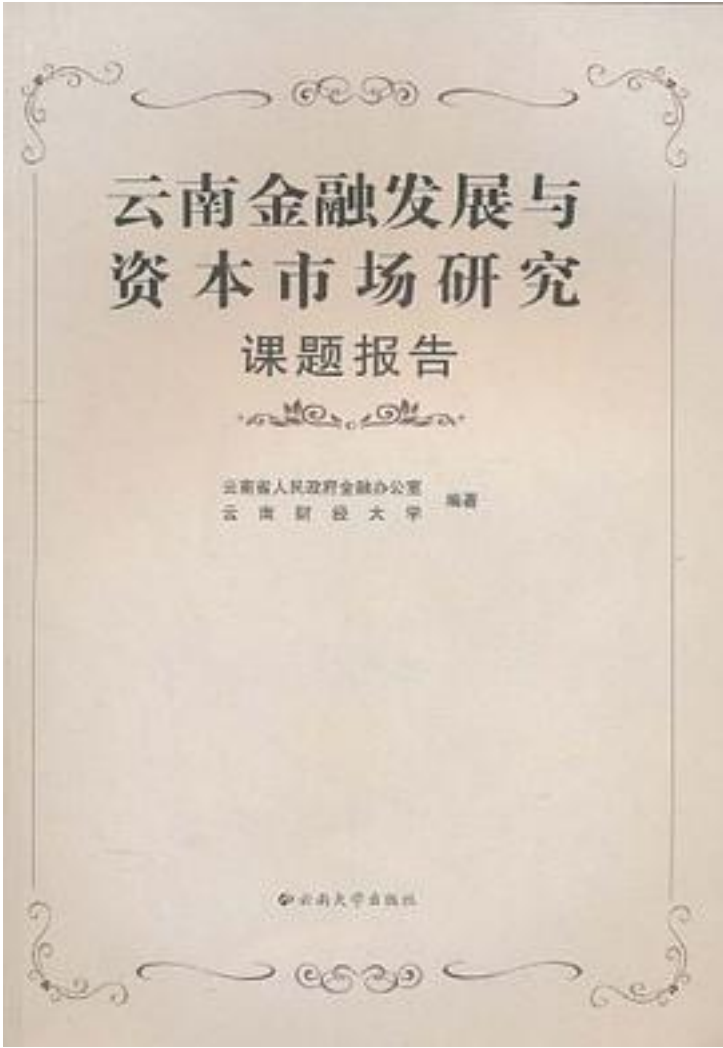 云南金融发展与
资本市场研究
课题报告
云南省人民政府金融办公室
云南财经大学
编著
云南大学出版社